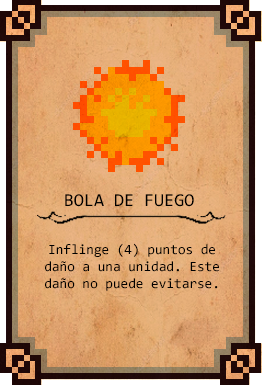 BOLA DE FUEGO
Inflinge (4) puntos de
daño a una unidad. Este
daño no puede evitarse.